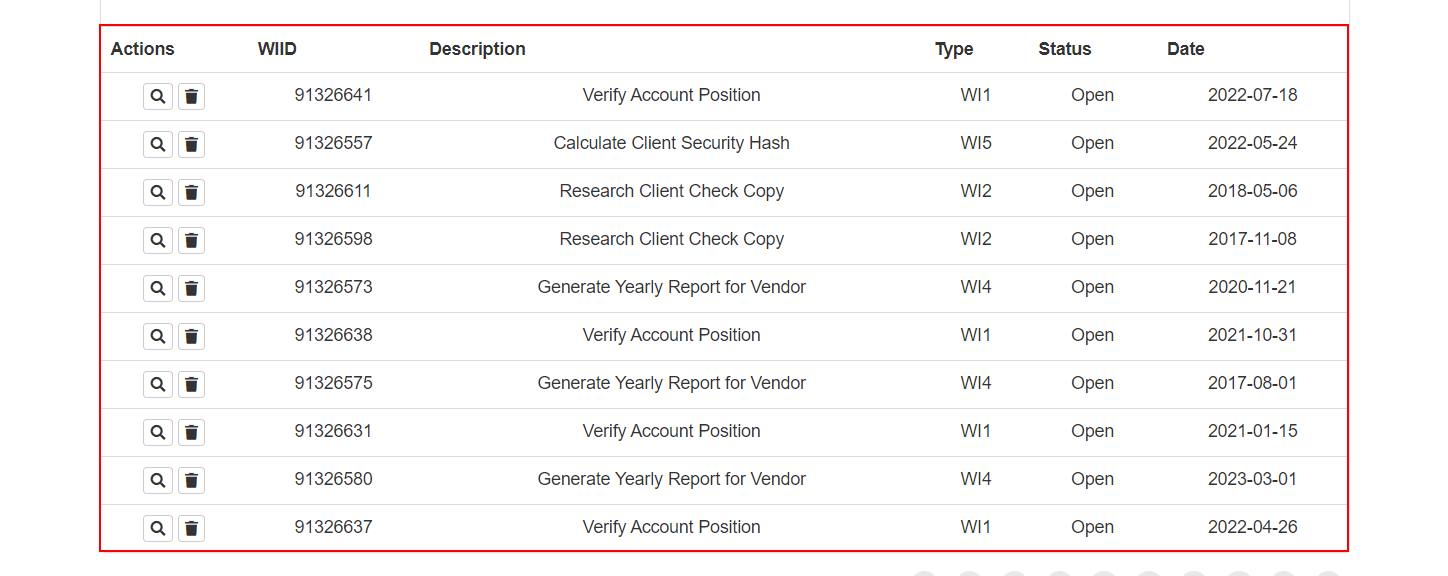 Actions WIID Description Type Status Date
91326641 Verify Account Position WI1 Open 2022-07-18
91326557 Calculate Client Security Hash WI5 Open 2022-05-24
91326611 Research Client Check Copy WI2 Open 2018-05-06
91326598 Research Client Check Copy WI2 Open 2017-11-08
91326573 Generate Yearly Report for Vendor WI4 Open 2020-11-21
91326638 Verify Account Position WI1 Open 2021-10-31
91326575 Generate Yearly Report for Vendor WI4 Open 2017-08-01
91326631 Verify Account Position WI1 Open 2021-01-15
91326580 Generate Yearly Report for Vendor WI4 Open 2023-03-01
91326637 Verify Account Position WI1 Open 2022-04-26